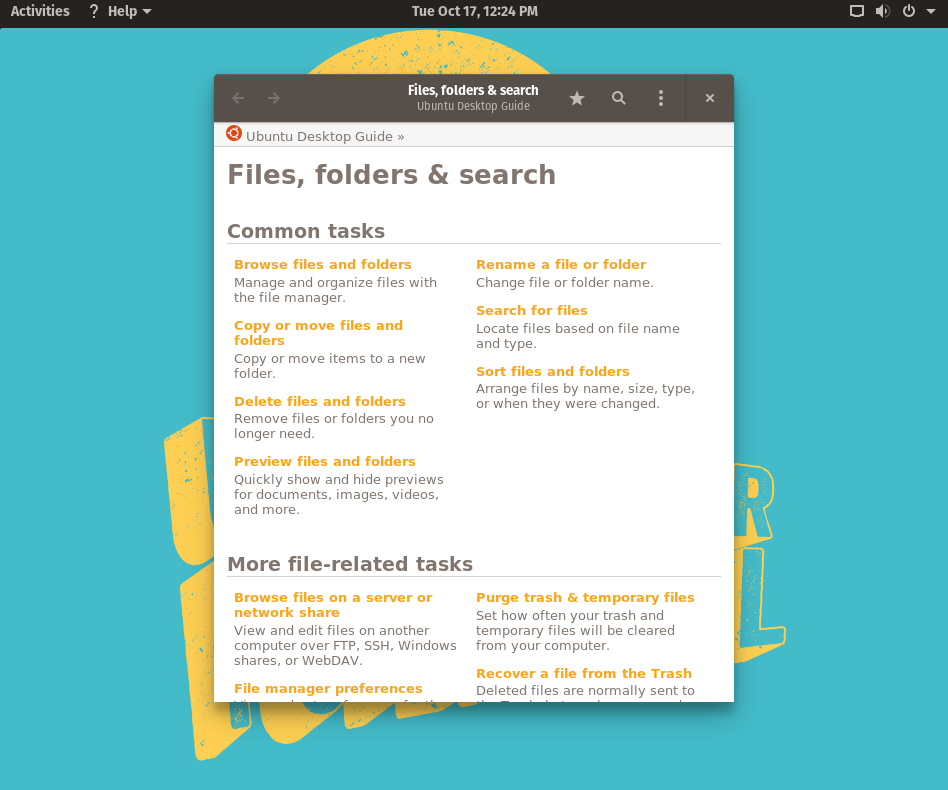 Activities
? Help
Tue Oct 17, 12:24 PM
Files, folders & search
Ubuntu Desktop Guide
Ubuntu Desktop Guide »
Files, folders & search
Common tasks
Browse files and folders
Manage and organize files with
the file manager.
Copy or move files and
folders
Copy or move items to a new
folder.
Delete files and folders
Remove files or folders you no
longer need.
Preview files and folders
Quickly show and hide previews
for documents, images, videos,
and more.
Rename a file or folder
Change file or folder name.
Search for files
Locate files based on file name
and type.
Sort files and folders
Arrange files by name, size, type,
or when they were changed.
More file-related tasks
Browse files on a server or
network share
View and edit files on another
computer over FTP, SSH, Windows
shares, or WebDAV.
File manager preferences
Purge trash & temporary files
Set how often your trash and
temporary files will be cleared
from your computer.
Recover a file from the Trash
Deleted files are normally sent to